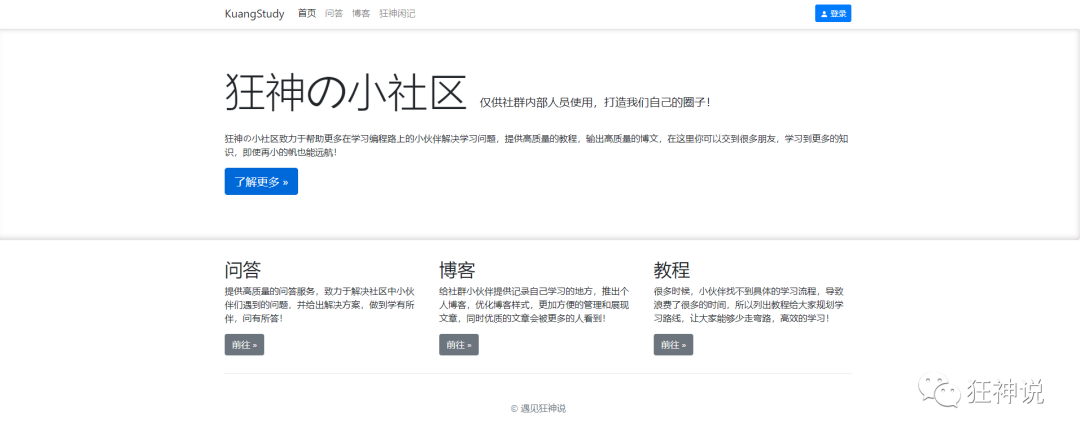 KuangStudy 首页 问答 博客 狂神闲记 登录
狂神の小社区 仅供社群内部人员使用，打造我们自己的圈子！
狂神の小社区致力于帮助更多在学习编程路上的小伙伴解决学习问题，提供高质量的教程，输出高质量的博文，在这里你可以交到很多朋友，学习到更多的知
识，即使再小的帆也能远航！
了解更多 »
问答
提供高质量的问答服务，致力于解决社区中小伙
伴们遇到的问题，并给出解决方案，做到学有所
伴，问有所答！
前往 »
博客
给社群小伙伴提供记录自己学习的地方，推出个
人博客，优化博客样式，更加方便的管理和展现
文章，同时优质的文章会被更多的人看到！
前往 »
教程
很多时候，小伙伴找不到具体的学习流程，导致
浪费了很多的时间，所以列出教程给大家规划学
习路线，让大家能够少走弯路，高效的学习！
前往 »
© 遇见狂神说
狂神说